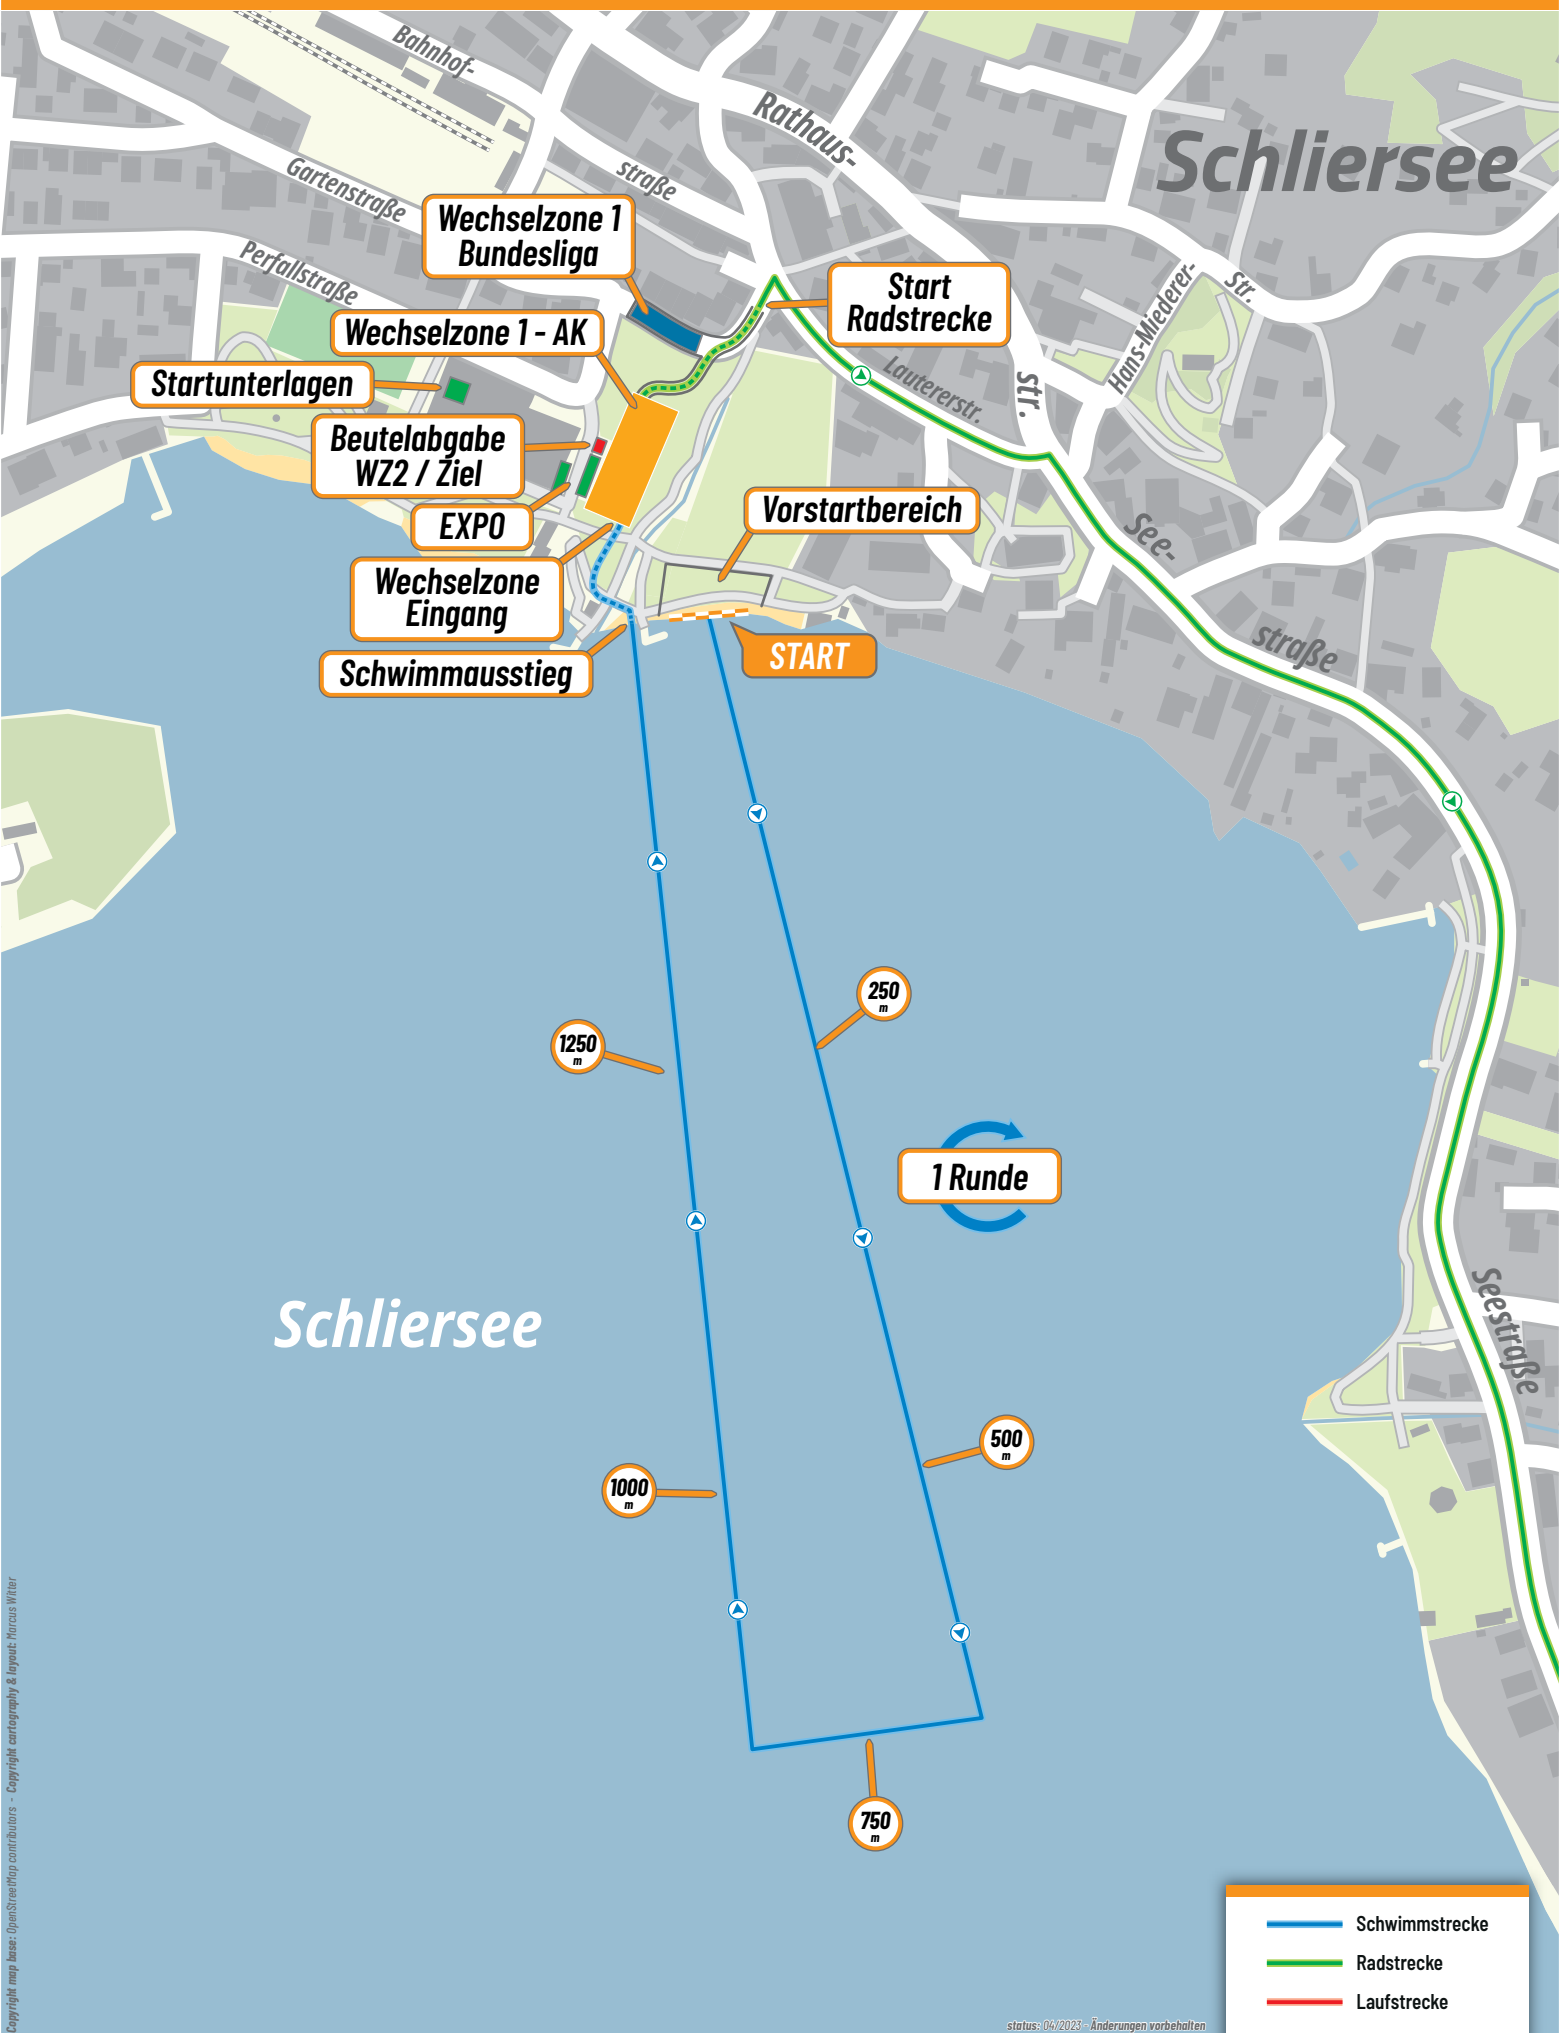 Bahnhof-
Rathaus-
Schliersee
straße
Gartenstraße
Wechselzone 1
Bundesliga
Perfallstraße
Start
Radstrecke
Hans-Miederer-
Str.
Wechselzone 1 - AK
Startunterlagen
Lautererstr.
str.
Beutelabgabe
WZ2 / Ziel
Vorstartbereich
EXPO
See-
Wechselzone
Eingang
straße
START
Schwimmausstieg
250
m
1250
m
1 Runde
Schliersee
Seestraße
500
m
1000
m
750
m
Schwimmstrecke
Radstrecke
Laufstrecke
status: 04/2023 - Änderungen vorbehalten
Copyright map base: OpenStreetMap contributors - Copyright cartography & layout: Marcus Witter